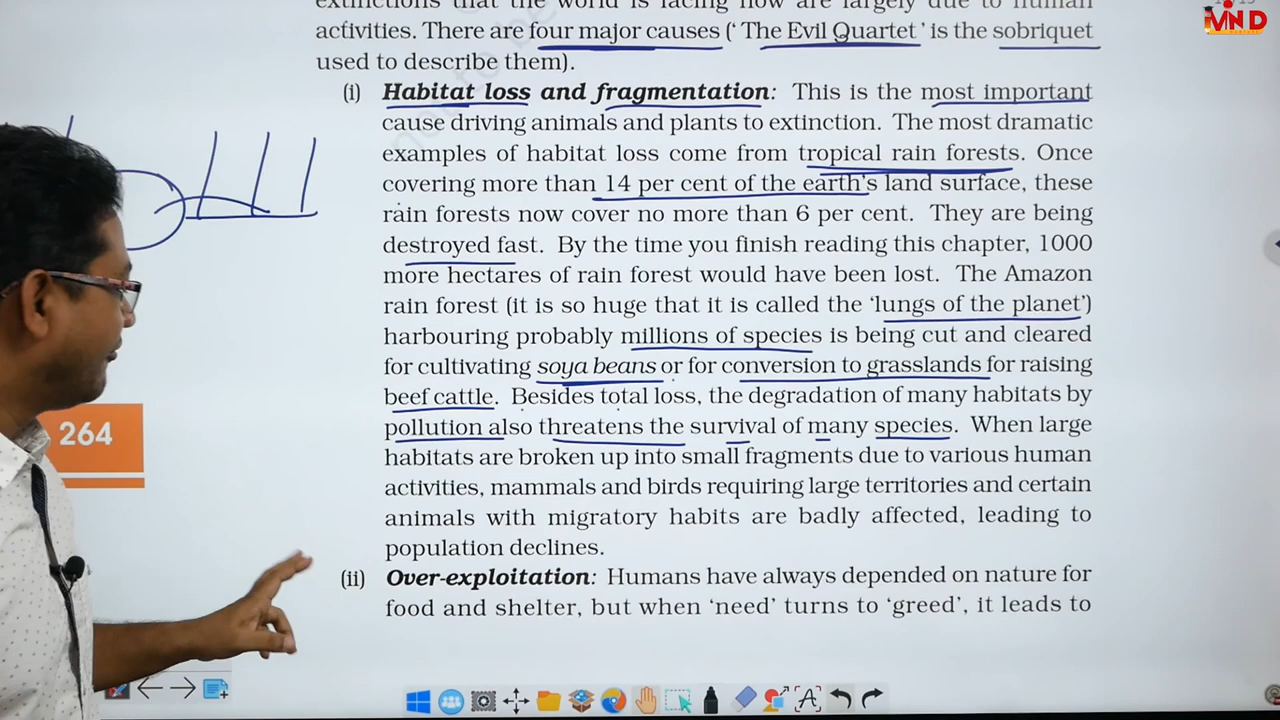 extinctions that the world is facing now are largely due to human
activities. There are four major causes (‘ The Evil Quartet ’ is the sobriquet
used to describe them).
(i) Habitat loss and fragmentation: This is the most important
cause driving animals and plants to extinction. The most dramatic
examples of habitat loss come from tropical rain forests. Once
covering more than 14 per cent of the earth’s land surface, these
rain forests now cover no more than 6 per cent. They are being
destroyed fast. By the time you finish reading this chapter, 1000
more hectares of rain forest would have been lost. The Amazon
rain forest (it is so huge that it is called the ‘lungs of the planet’)
harbouring probably millions of species is being cut and cleared
for cultivating soya beans or for conversion to grasslands for raising
beef cattle. Besides total loss, the degradation of many habitats by
pollution also threatens the survival of many species. When large
habitats are broken up into small fragments due to various human
activities, mammals and birds requiring large territories and certain
animals with migratory habits are badly affected, leading to
population declines.
(ii) Over-exploitation: Humans have always depended on nature for
food and shelter, but when ‘need’ turns to ‘greed’, it leads to
264